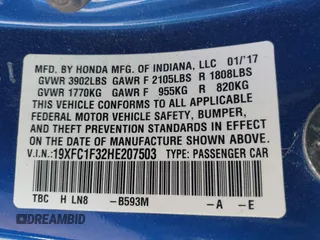 MFD. BY HONDA MFG. OF INDIANA, LLC 01/'17
GVWR 3902LBS GAWR F 2105LBS R 1808LBS
GVWR 1770KG GAWR F 955KG R 820KG
THIS VEHICLE CONFORMS TO ALL APPLICABLE
FEDERAL MOTOR VEHICLE SAFETY, BUMPER,
AND THEFT PREVENTION STANDARDS IN
EFFECT ON THE DATE OF MANUFACTURE
SHOWN ABOVE.
V.I.N.: 19XFC1F32HE207503 TYPE: PASSENGER CAR
TBC H LN8 -B593M -A -E
DREAMBID